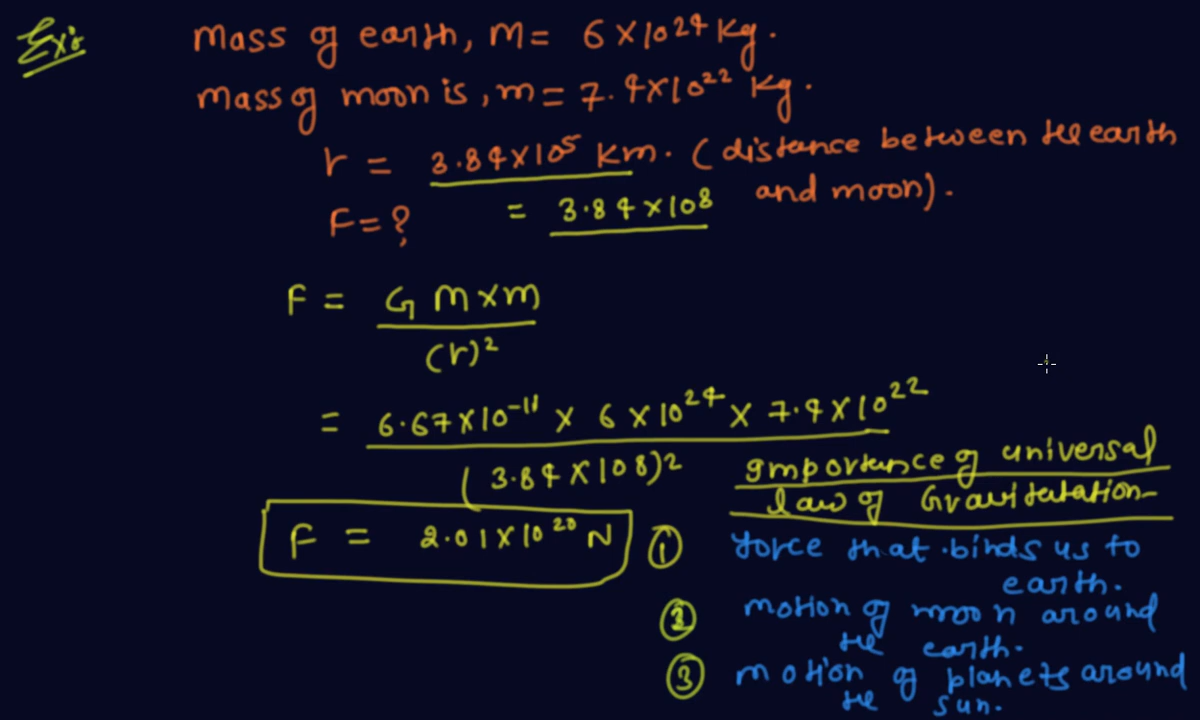 Ex:
Mass of earth, M = 6 × 10²⁴ Kg.
Mass of moon is, m = 7.4 × 10²² Kg.
r = 3.84 × 10⁵ Km. (distance between the earth
and moon).
= 3.84 × 10⁸
F = ?
F = G M × m
(r)²
= 6.67 × 10⁻¹¹ × 6 × 10²⁴ × 7.4 × 10²²
(3.84 × 10⁸)²
F = 2.01 × 10²⁰ N
Importance of universal
law of Gravitatation-
① force that binds us to
earth.
② motion of moon around
the earth.
③ motion of planets around
the sun.